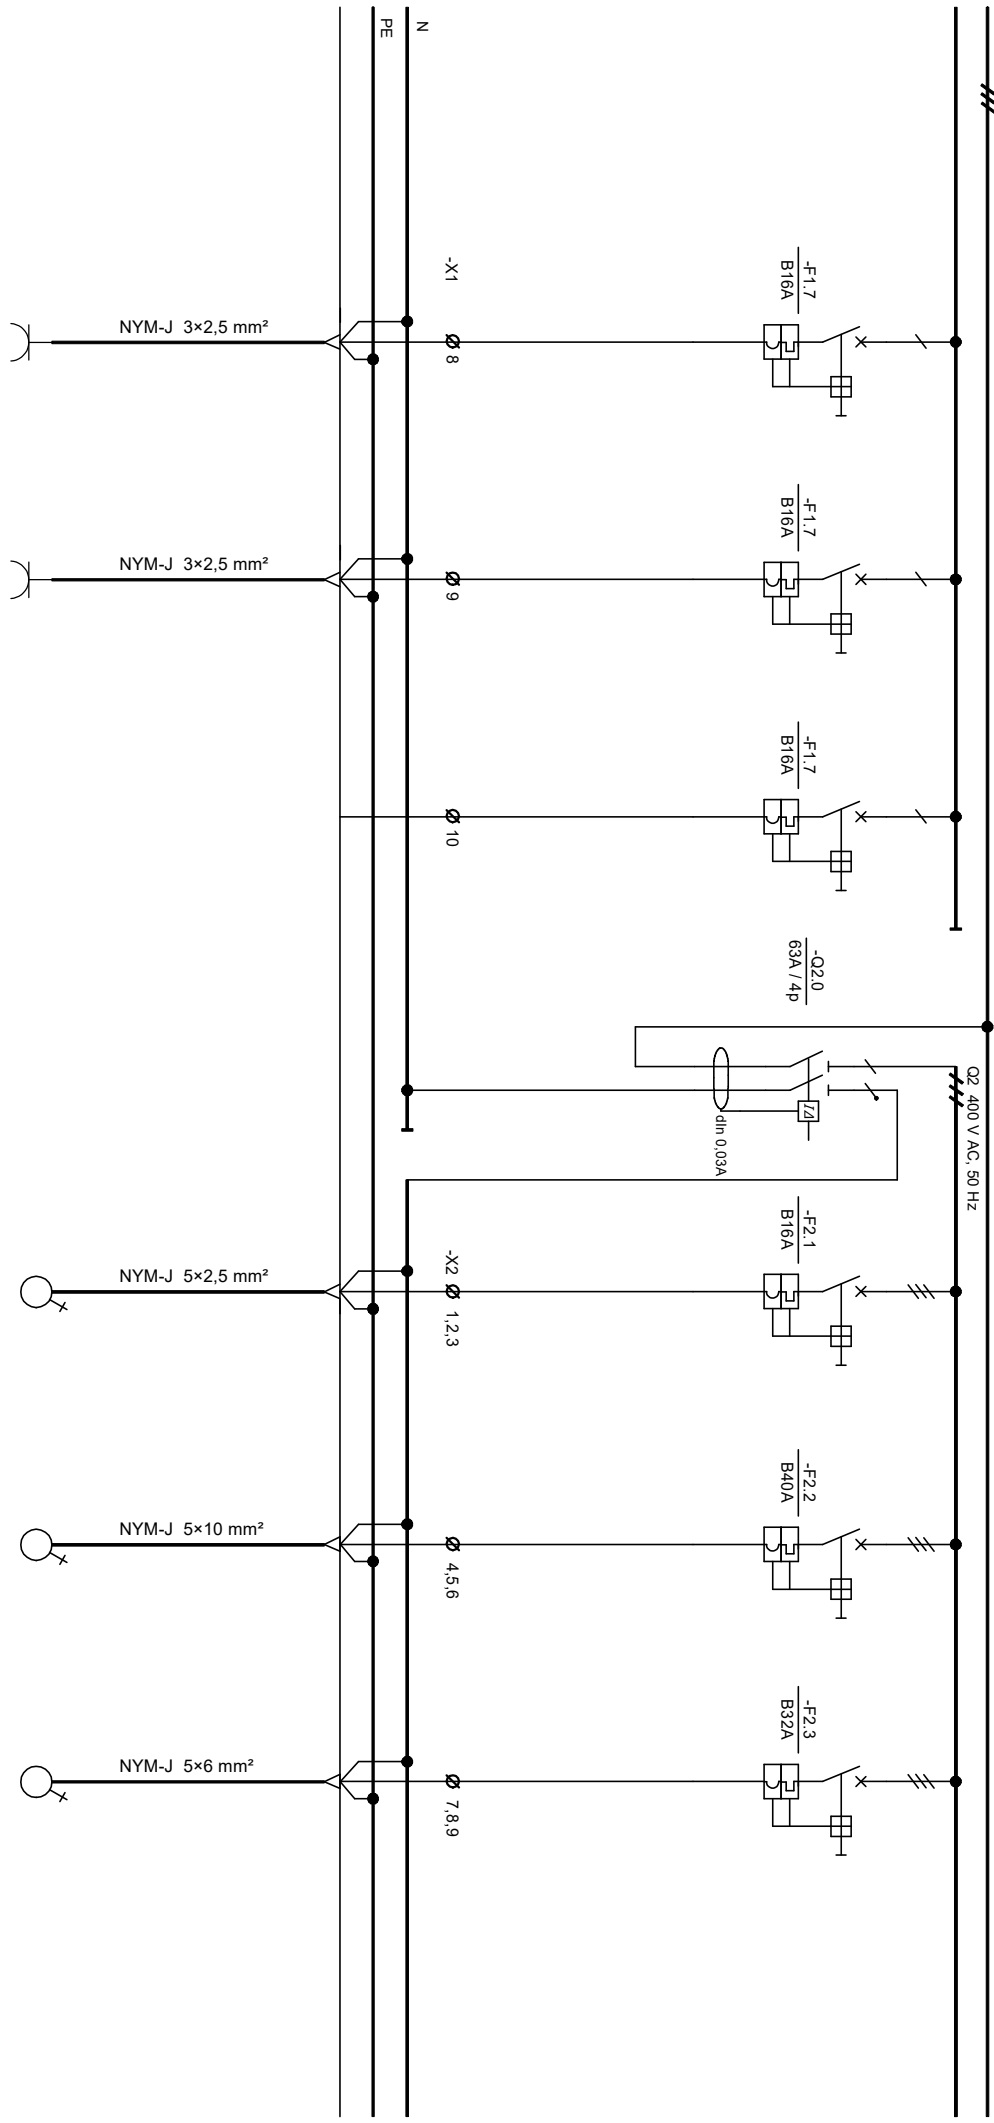 N
PE
-X1
-F1.7
B16A
8
NYM-J 3×2,5 mm²
-F1.7
B16A
9
NYM-J 3×2,5 mm²
-F1.7
B16A
10
-Q2.0
63A / 4p
dIn 0,03A
IΔ
Q2 400 V AC, 50 Hz
-F2.1
B16A
-X2
1,2,3
NYM-J 5×2,5 mm²
-F2.2
B40A
4,5,6
NYM-J 5×10 mm²
-F2.3
B32A
7,8,9
NYM-J 5×6 mm²